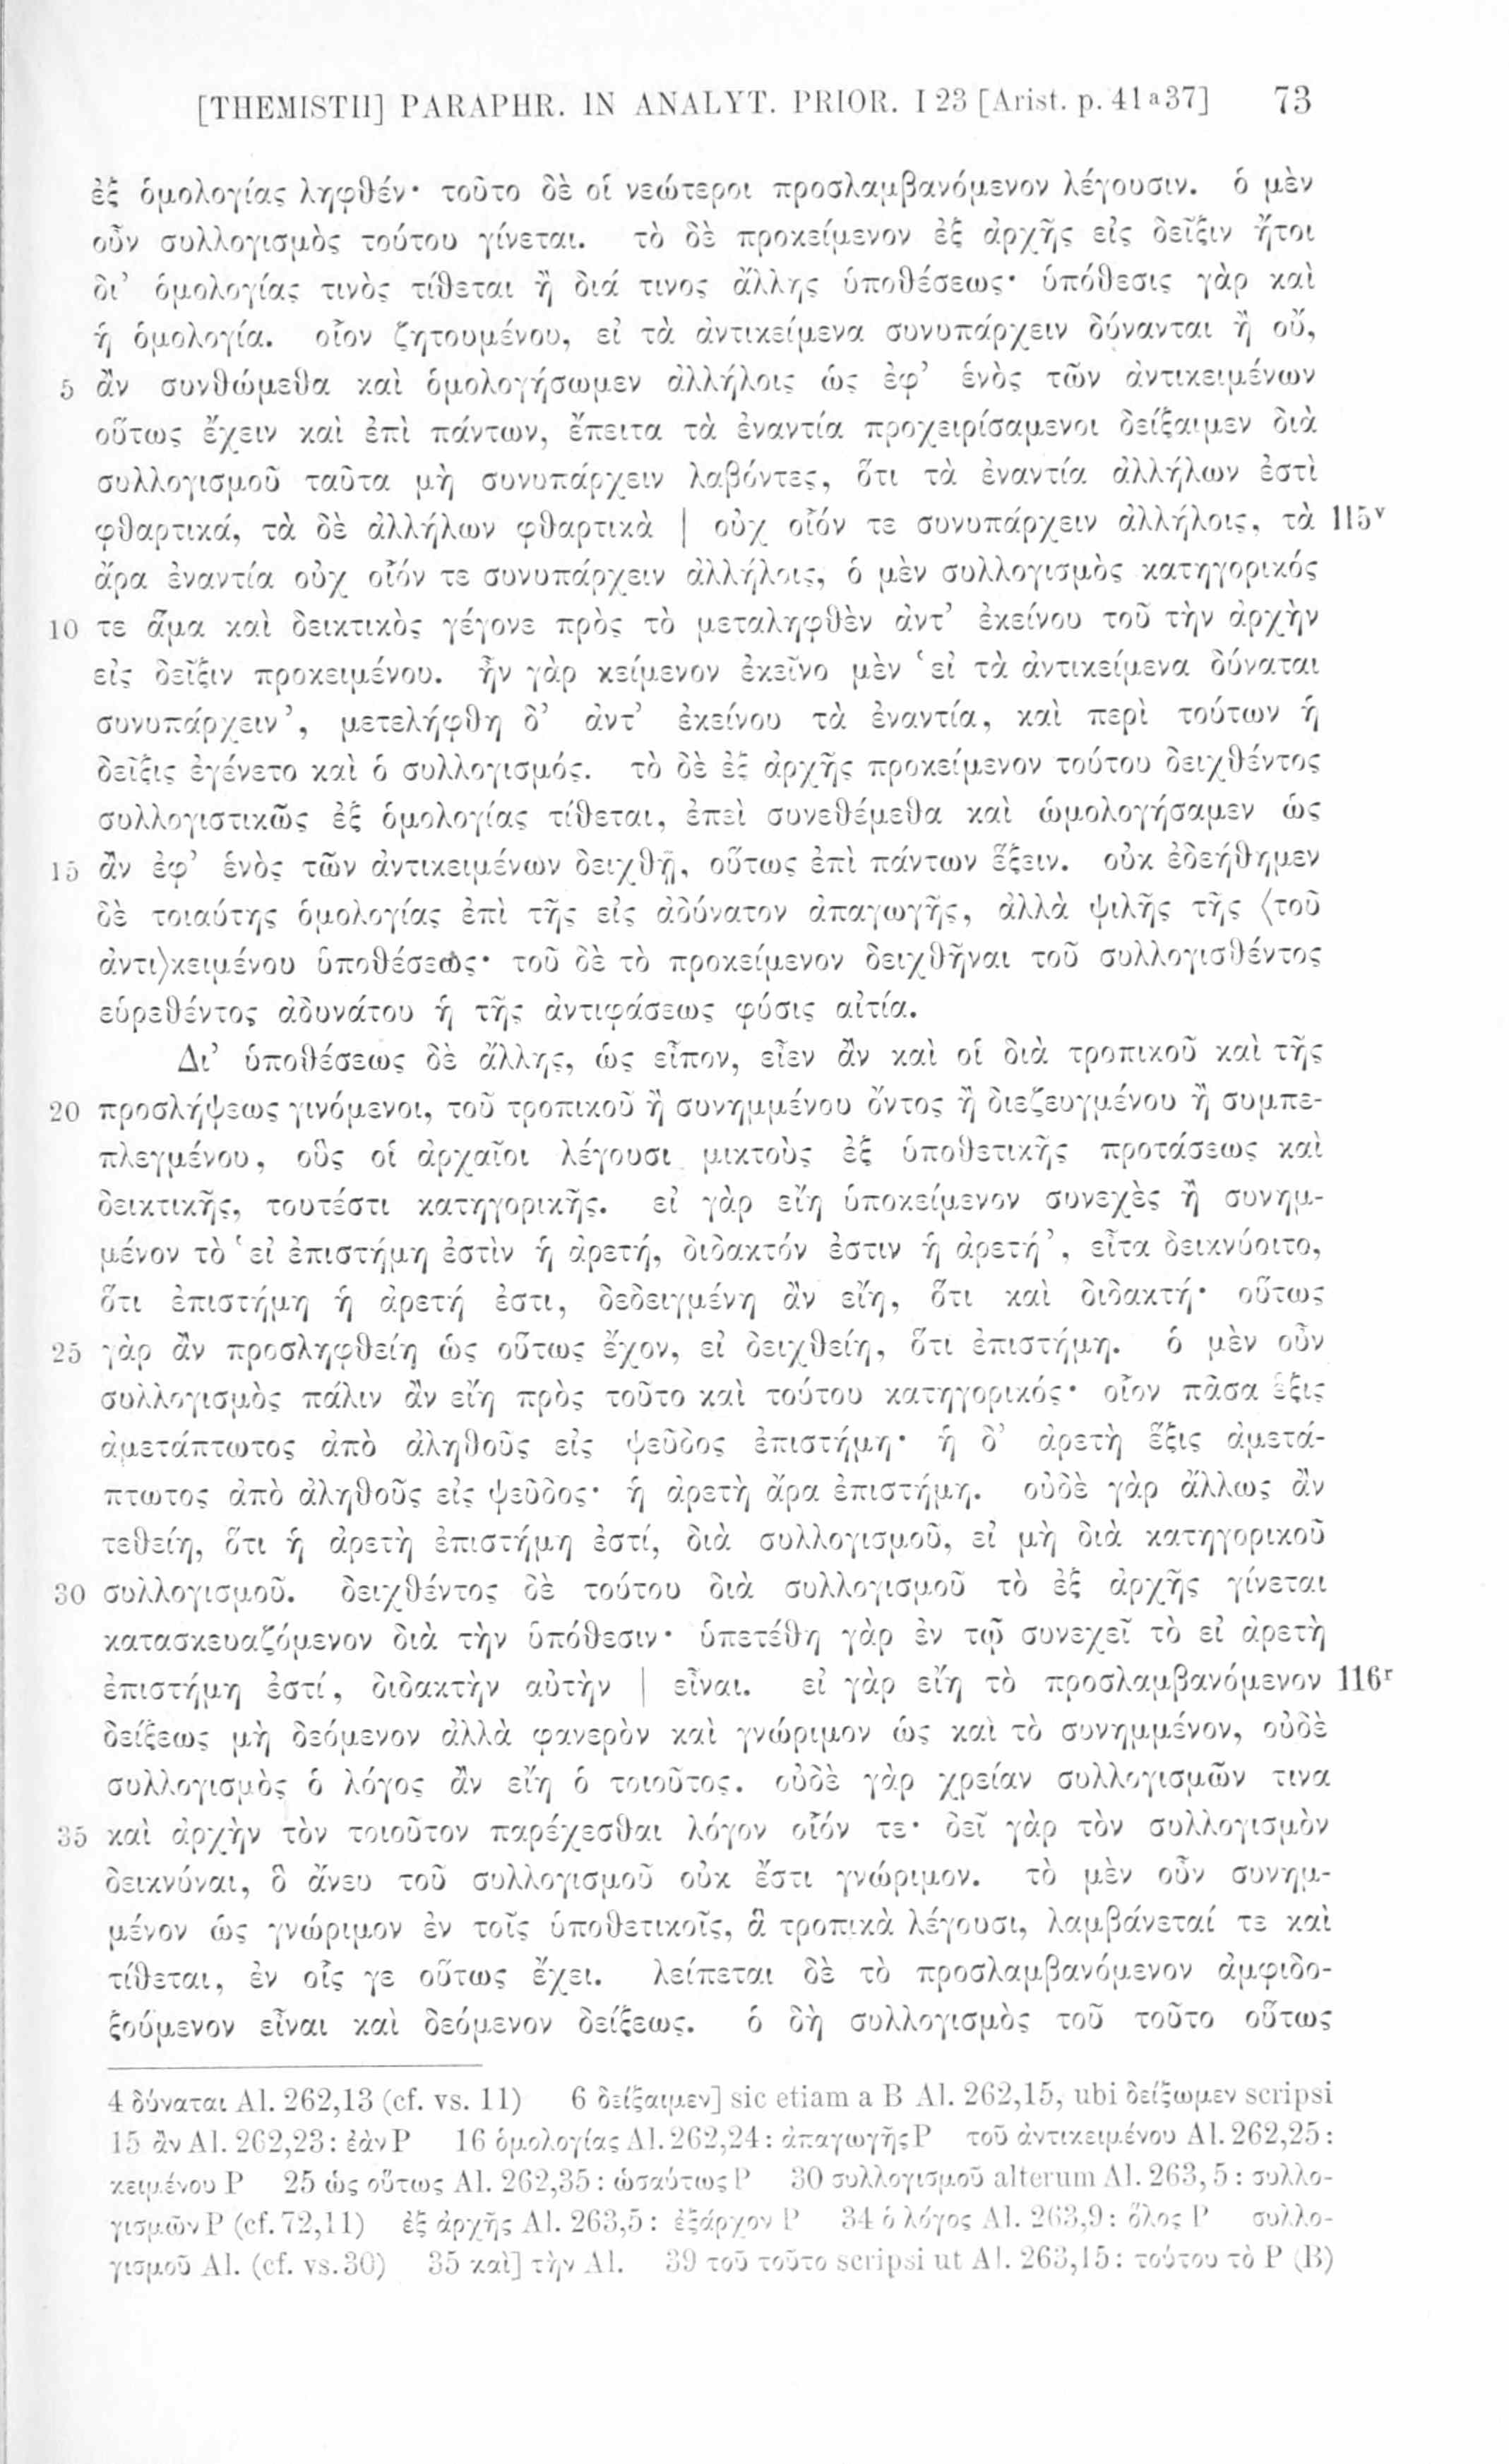 [THEMISTII] PARAPHR. IN ANALYT. PRIOR. I 23 [Arist. p. 41a37] 73
ἐξ ὁμολογίας ληφθέν· τοῦτο δὲ οἱ νεώτεροι προσλαμβανόμενον λέγουσιν. ὁ μὲν
οὖν συλλογισμὸς τούτου γίνεται. τὸ δὲ προκείμενον ἐξ ἀρχῆς εἰς δεῖξιν ἤτοι
δι’ ὁμολογίας τινὸς τίθεται ἢ διά τινος ἄλλης ὑποθέσεως· ὑπόθεσις γὰρ καὶ
ἡ ὁμολογία. οἷον ζητουμένου, εἰ τὰ ἀντικείμενα συνυπάρχειν δύνανται ἢ οὔ,
5 ἂν συνθώμεθα καὶ ὁμολογήσωμεν ἀλλήλοις ὡς ἐφ’ ἑνὸς τῶν ἀντικειμένων
οὕτως ἔχειν καὶ ἐπὶ πάντων, ἔπειτα τὰ ἐναντία προχειρίσαμενοι δείξαιμεν διὰ
συλλογισμοῦ ταῦτα μὴ συνυπάρχειν λαβόντες, ὅτι τὰ ἐναντία ἀλλήλων ἐστὶ
φθαρτικά, τὰ δὲ ἀλλήλων φθαρτικὰ | οὐχ οἷόν τε συνυπάρχειν ἀλλήλοις, τὰ 115v
ἄρα ἐναντία οὐχ οἷόν τε συνυπάρχειν ἀλλήλοις, ὁ μὲν συλλογισμὸς κατηγορικός
10 τε ἅμα καὶ δεικτικὸς γέγονε πρὸς τὸ μεταληφθὲν ἀντ’ ἐκείνου τοῦ τὴν ἀρχὴν
εἰς δεῖξιν προκειμένου. ἦν γὰρ κείμενον ἐκεῖνο μὲν ‘εἰ τὰ ἀντικείμενα δύναται
συνυπάρχειν’, μετελήφθη δ’ ἀντ’ ἐκείνου τὰ ἐναντία, καὶ περὶ τούτων ἡ
δεῖξις ἐγένετο καὶ ὁ συλλογισμός. τὸ δὲ ἐξ ἀρχῆς προκείμενον τούτου δειχθέντος
συλλογιστικῶς ἐξ ὁμολογίας τίθεται, ἐπεὶ συνεθέμεθα καὶ ὡμολογήσαμεν ὡς
15 ἂν ἐφ’ ἑνὸς τῶν ἀντικειμένων δειχθῇ, οὕτως ἐπὶ πάντων ἕξειν. οὐκ ἐδεήθημεν
δὲ τοιαύτης ὁμολογίας ἐπὶ τῆς εἰς ἀδύνατον ἀπαγωγῆς, ἀλλὰ ψιλῆς τῆς ⟨τοῦ
ἀντι⟩κειμένου ὑποθέσεως· τοῦ δὲ τὸ προκείμενον δειχθῆναι τοῦ συλλογισθέντος
εὑρεθέντος ἀδυνάτου ἡ τῆς ἀντιφάσεως φύσις αἰτία.
Δι’ ὑποθέσεως δὲ ἄλλης, ὡς εἶπον, εἶεν ἂν καὶ οἱ διὰ τροπικοῦ καὶ τῆς
20 προσλήψεως γινόμενοι, τοῦ τροπικοῦ ἢ συνημμένου ὄντος ἢ διεζευγμένου ἢ συμπε-
πλεγμένου, οὓς οἱ ἀρχαῖοι λέγουσι μικτοὺς ἐξ ὑποθετικῆς προτάσεως καὶ
δεικτικῆς, τουτέστι κατηγορικῆς. εἰ γὰρ εἴη ὑποκείμενον συνεχὲς ἢ συνημ-
μένον τὸ ‘εἰ ἐπιστήμη ἐστὶν ἡ ἀρετή, διδακτόν ἐστιν ἡ ἀρετή’, εἶτα δεικνύοιτο,
ὅτι ἐπιστήμη ἡ ἀρετή ἐστι, δεδειγμένη ἂν εἴη, ὅτι καὶ διδακτή· οὕτως
25 γὰρ ἂν προσληφθείη ὡς οὕτως ἔχον, εἰ δειχθείη, ὅτι ἐπιστήμη. ὁ μὲν οὖν
συλλογισμὸς πάλιν ἂν εἴη πρὸς τοῦτο καὶ τούτου κατηγορικός· οἷον πᾶσα ἕξις
ἀμετάπτωτος ἀπὸ ἀληθοῦς εἰς ψεῦδος ἐπιστήμη· ἡ δ’ ἀρετὴ ἕξις ἀμετά-
πτωτος ἀπὸ ἀληθοῦς εἰς ψεῦδος· ἡ ἀρετὴ ἄρα ἐπιστήμη. οὐδὲ γὰρ ἄλλως ἂν
τεθείη, ὅτι ἡ ἀρετὴ ἐπιστήμη ἐστί, διὰ συλλογισμοῦ, εἰ μὴ διὰ κατηγορικοῦ
30 συλλογισμοῦ. δειχθέντος δὲ τούτου διὰ συλλογισμοῦ τὸ ἐξ ἀρχῆς γίνεται
κατασκευαζόμενον διὰ τὴν ὑπόθεσιν· ὑπετέθη γὰρ ἐν τῷ συνεχεῖ τὸ εἰ ἀρετὴ
ἐπιστήμη ἐστί, διδακτὴν αὐτὴν | εἶναι. εἰ γὰρ εἴη τὸ προσλαμβανόμενον 116r
δείξεως μὴ δεόμενον ἀλλὰ φανερὸν καὶ γνώριμον ὡς καὶ τὸ συνημμένον, οὐδὲ
συλλογισμὸς ὁ λόγος ἂν εἴη ὁ τοιοῦτος. οὐδὲ γὰρ χρείαν συλλογισμῶν τινα
35 καὶ ἀρχὴν τὸν τοιοῦτον παρέχεσθαι λόγον οἷόν τε· δεῖ γὰρ τὸν συλλογισμὸν
δεικνύναι, ὃ ἄνευ τοῦ συλλογισμοῦ οὐκ ἔστι γνώριμον. τὸ μὲν οὖν συνημ-
μένον ὡς γνώριμον ἐν τοῖς ὑποθετικοῖς, ἃ τροπικὰ λέγουσι, λαμβάνεταί τε καὶ
τίθεται, ἐν οἷς γε οὕτως ἔχει. λείπεται δὲ τὸ προσλαμβανόμενον ἀμφιδο-
ξούμενον εἶναι καὶ δεόμενον δείξεως. ὁ δὴ συλλογισμὸς τοῦ τοῦτο οὕτως
4 δύναται Al. 262,13 (cf. vs. 11) 6 δείξαιμεν] sic etiam a B Al. 262,15, ubi δείξωμεν scripsi
15 ἂν Al. 262,23: ἐὰν P 16 ὁμολογίας Al. 262,24: ἀπαγωγῆς P τοῦ ἀντικειμένου Al. 262,25:
κειμένου P 25 ὡς οὕτως Al. 262,35: ὡσαύτως P 30 συλλογισμοῦ alterum Al. 263,5: συλλο-
γισμῶν P (cf. 72,11) ἐξ ἀρχῆς Al. 263,5: ἐξάρχον P 34 ὁ λόγος Al. 263,9: ὅλος P συλλο-
γισμοῦ Al. (cf. vs. 30) 35 καὶ] τὴν Al. 39 τοῦ τοῦτο scripsi ut Al. 263,15: τούτου τὸ P (B)